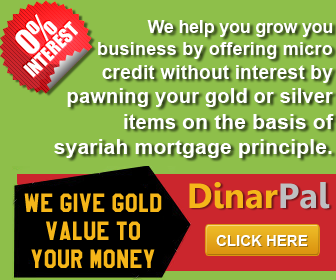 0%
INTEREST
We help you grow you
business by offering micro
credit without interest by
pawning your gold or silver
items on the basis of
syariah mortgage principle.
WE GIVE GOLD
VALUE TO
YOUR MONEY
DinarPal
CLICK HERE